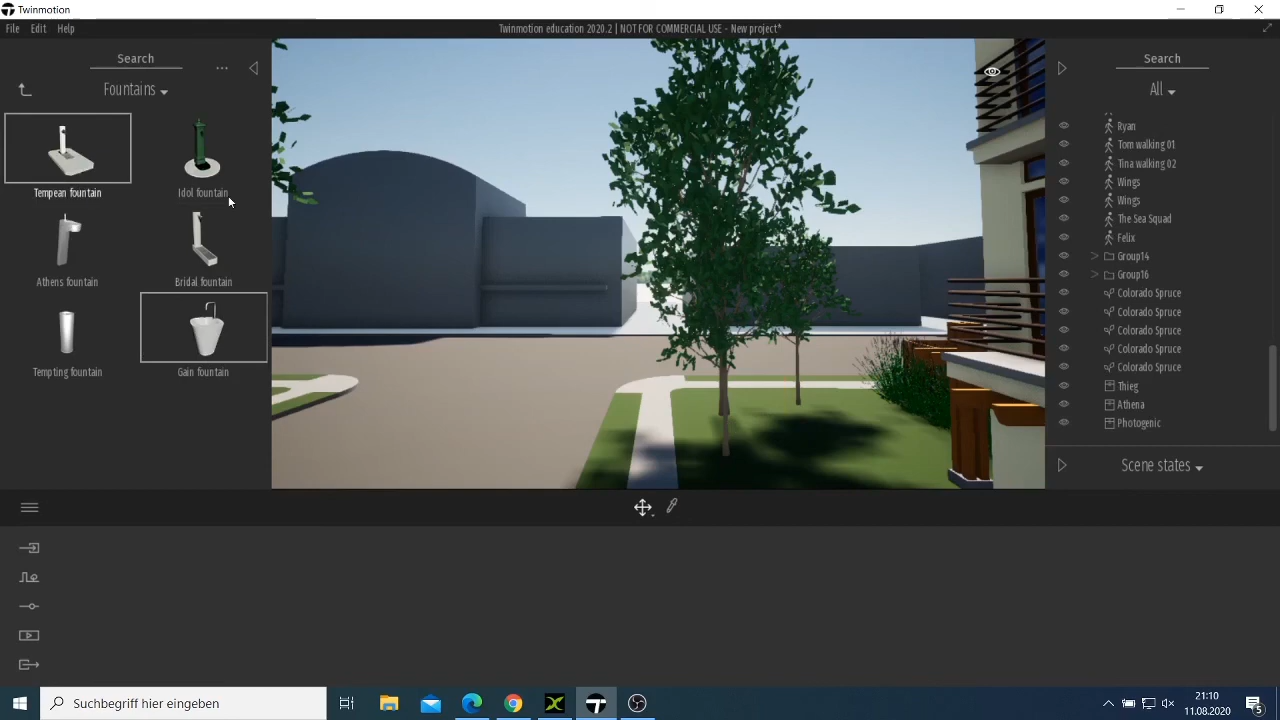 Twinmotion
File Edit Help
Twinmotion education 2020.2 | NOT FOR COMMERCIAL USE - New project*
Search
...
Fountains
Tempean fountain
Idol fountain
Athens fountain
Bridal fountain
Tempting fountain
Gain fountain
Search
All
Ryan
Tom walking 01
Tina walking 02
Wings
Wings
The Sea Squad
Felix
Group14
Group16
Colorado Spruce
Colorado Spruce
Colorado Spruce
Colorado Spruce
Colorado Spruce
Thieg
Athena
Photogenic
Scene states
Suchbegriff hier eingeben
21:10
11.08.2020
5